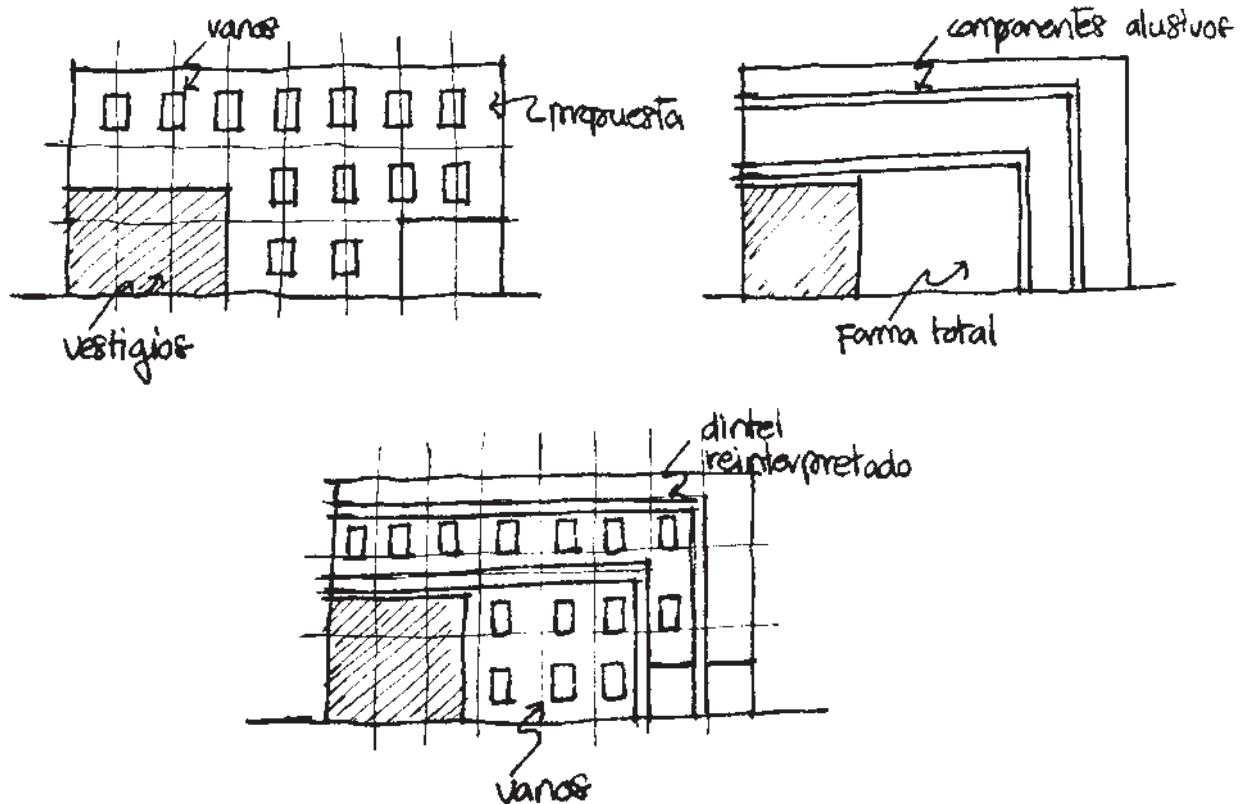 vanos
propuesta
vestigios
componentes alusivos
Forma total
dintel
reinterpretado
vanos